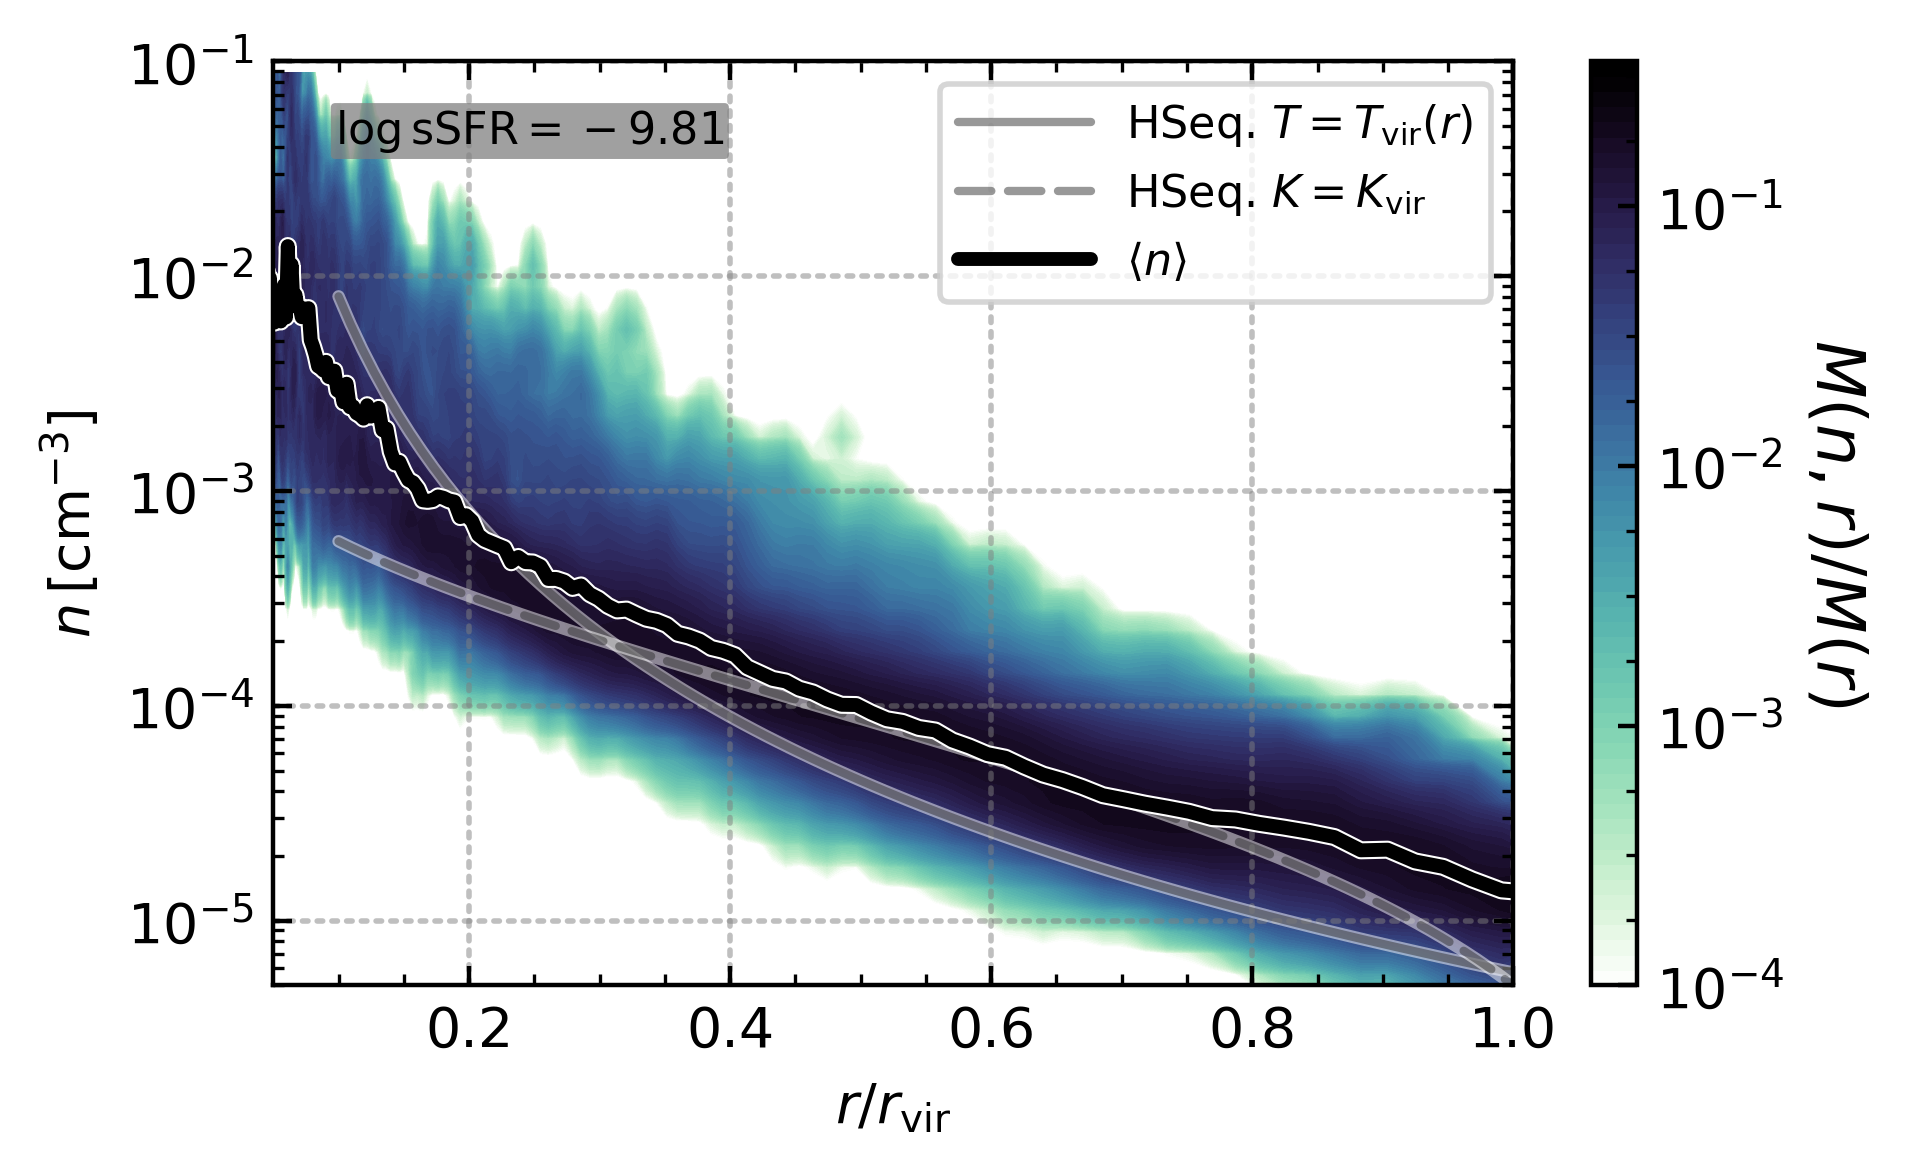 log sSFR = −9.81
HSeq. T = T_vir(r)
HSeq. K = K_vir
⟨n⟩
10⁻¹
10⁻²
10⁻³
10⁻⁴
10⁻⁵
n [cm⁻³]
0.2 0.4 0.6 0.8 1.0
r/r_vir
10⁻¹
10⁻²
10⁻³
10⁻⁴
M(n, r)/M(r)